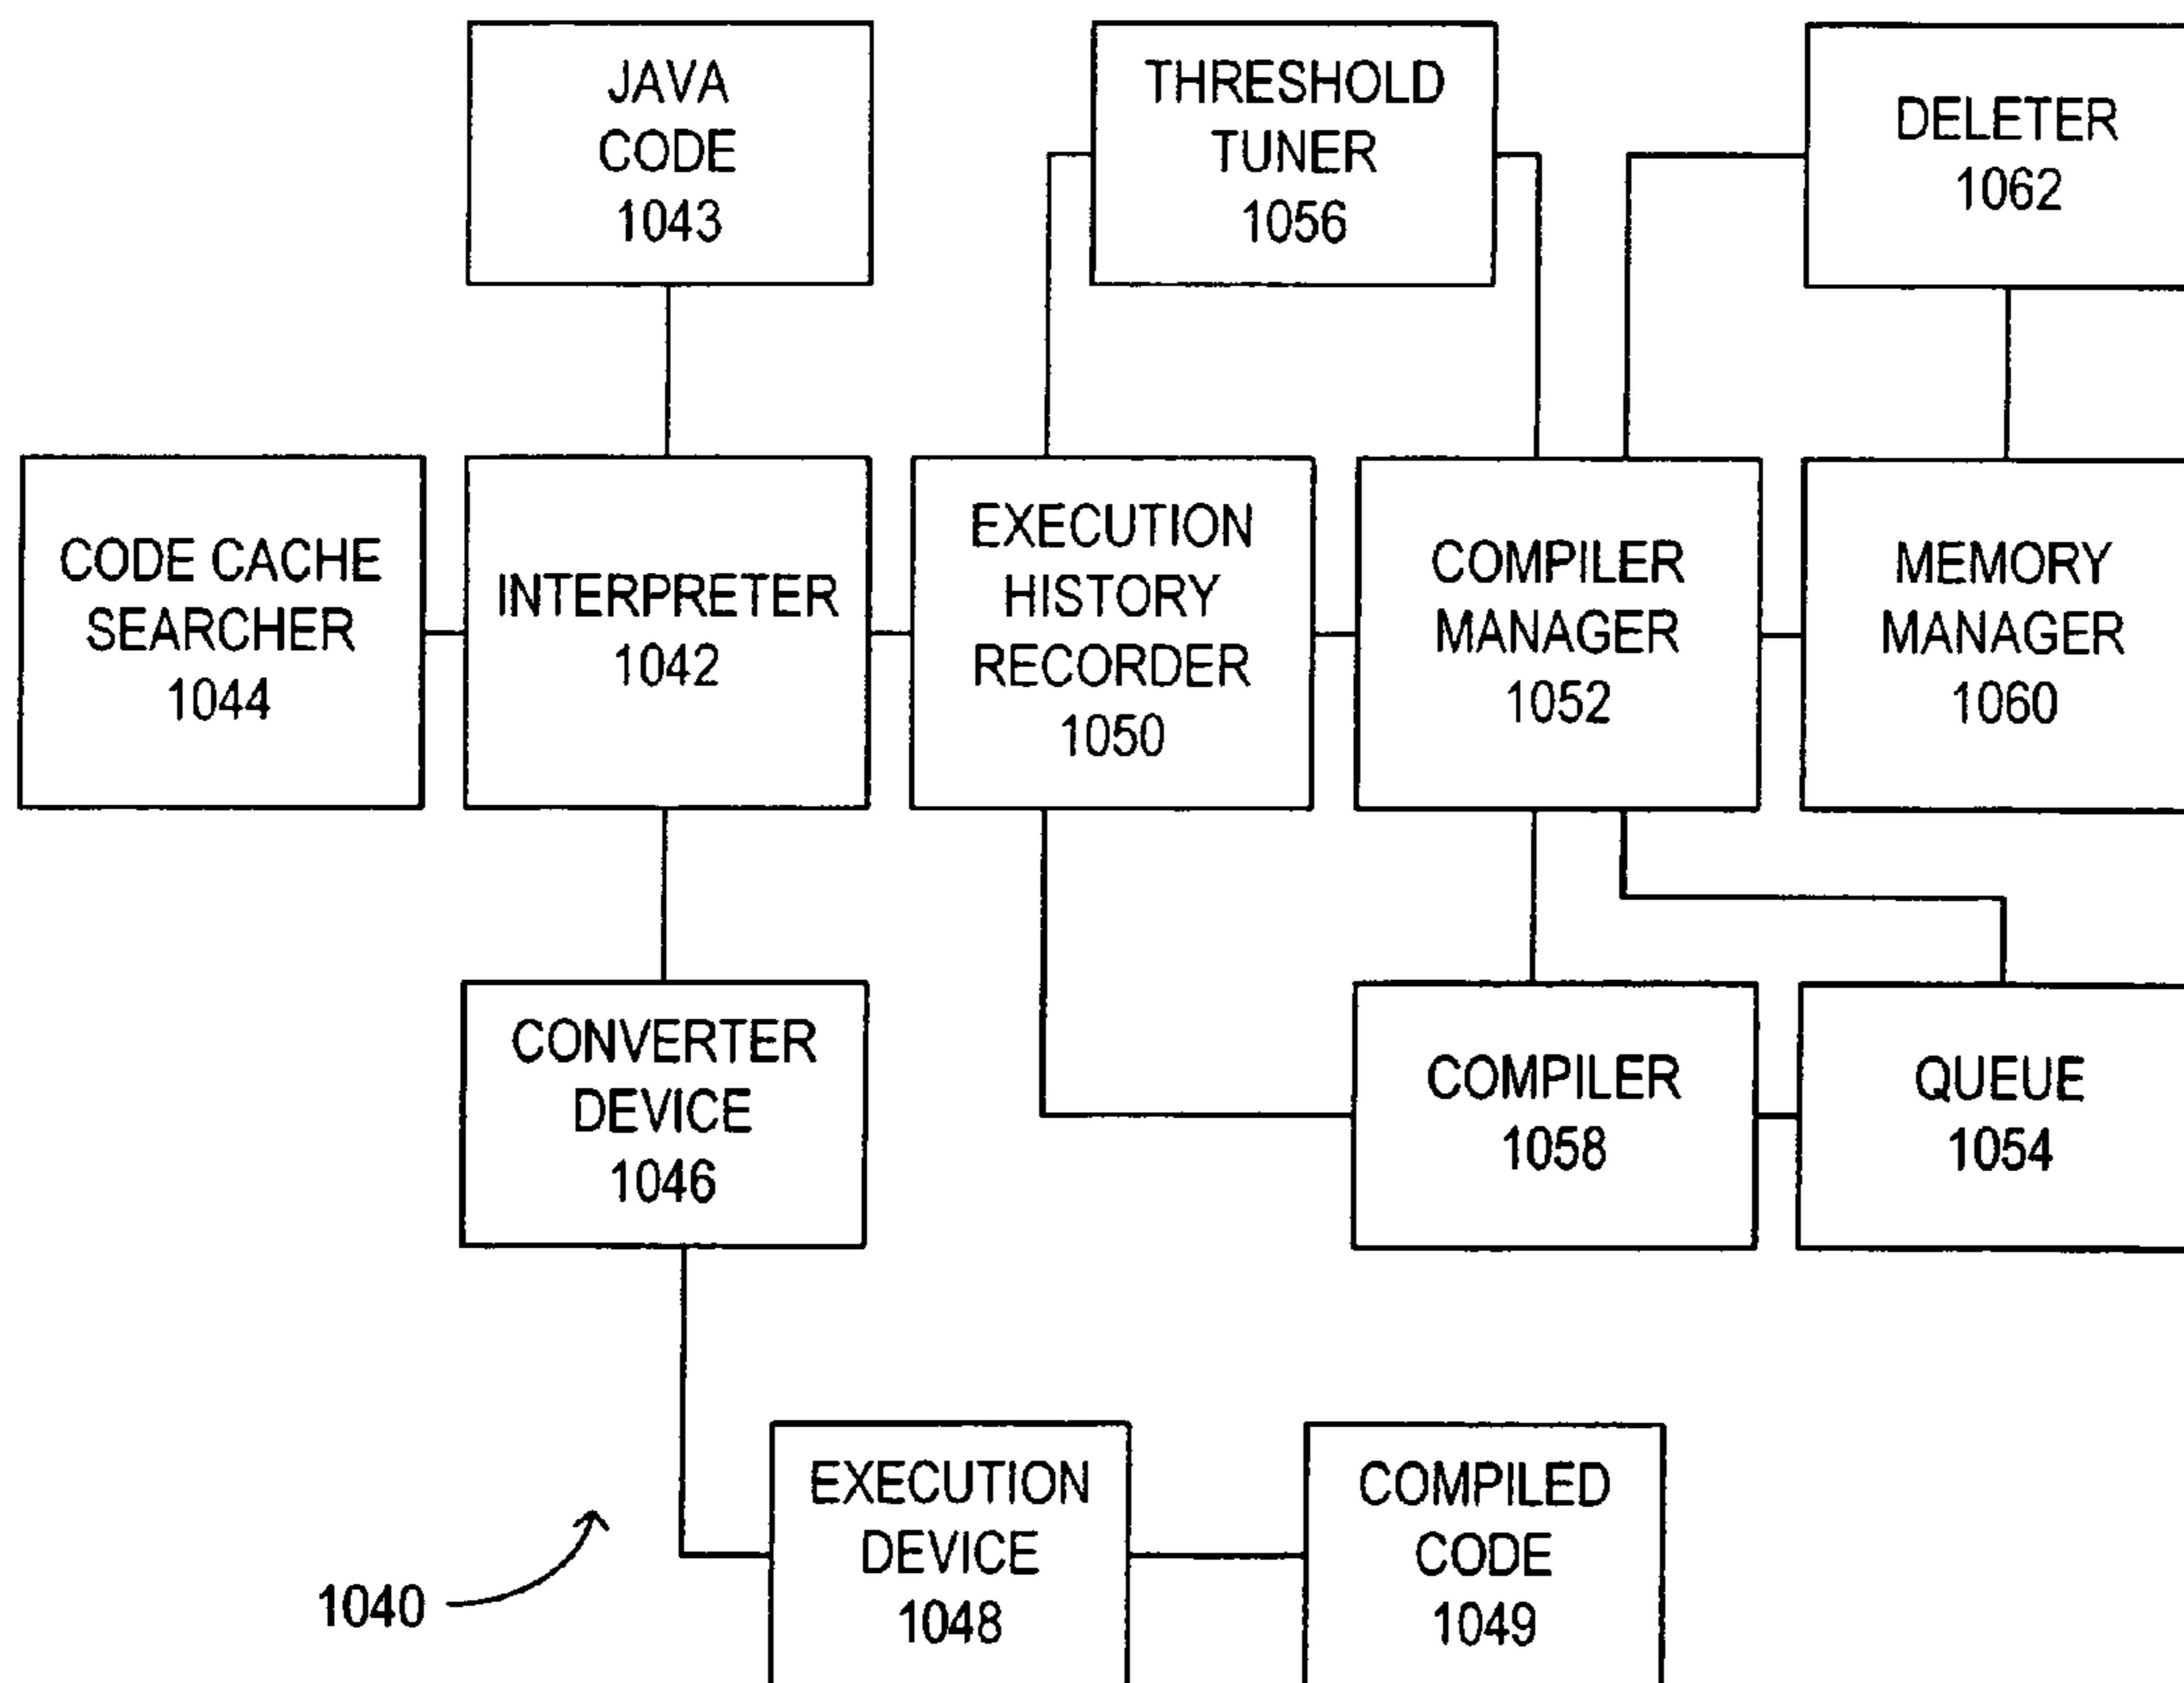 JAVA
CODE
1043
THRESHOLD
TUNER
1056
DELETER
1062
CODE CACHE
SEARCHER
1044
INTERPRETER
1042
EXECUTION
HISTORY
RECORDER
1050
COMPILER
MANAGER
1052
MEMORY
MANAGER
1060
CONVERTER
DEVICE
1046
COMPILER
1058
QUEUE
1054
EXECUTION
DEVICE
1048
COMPILED
CODE
1049
1040